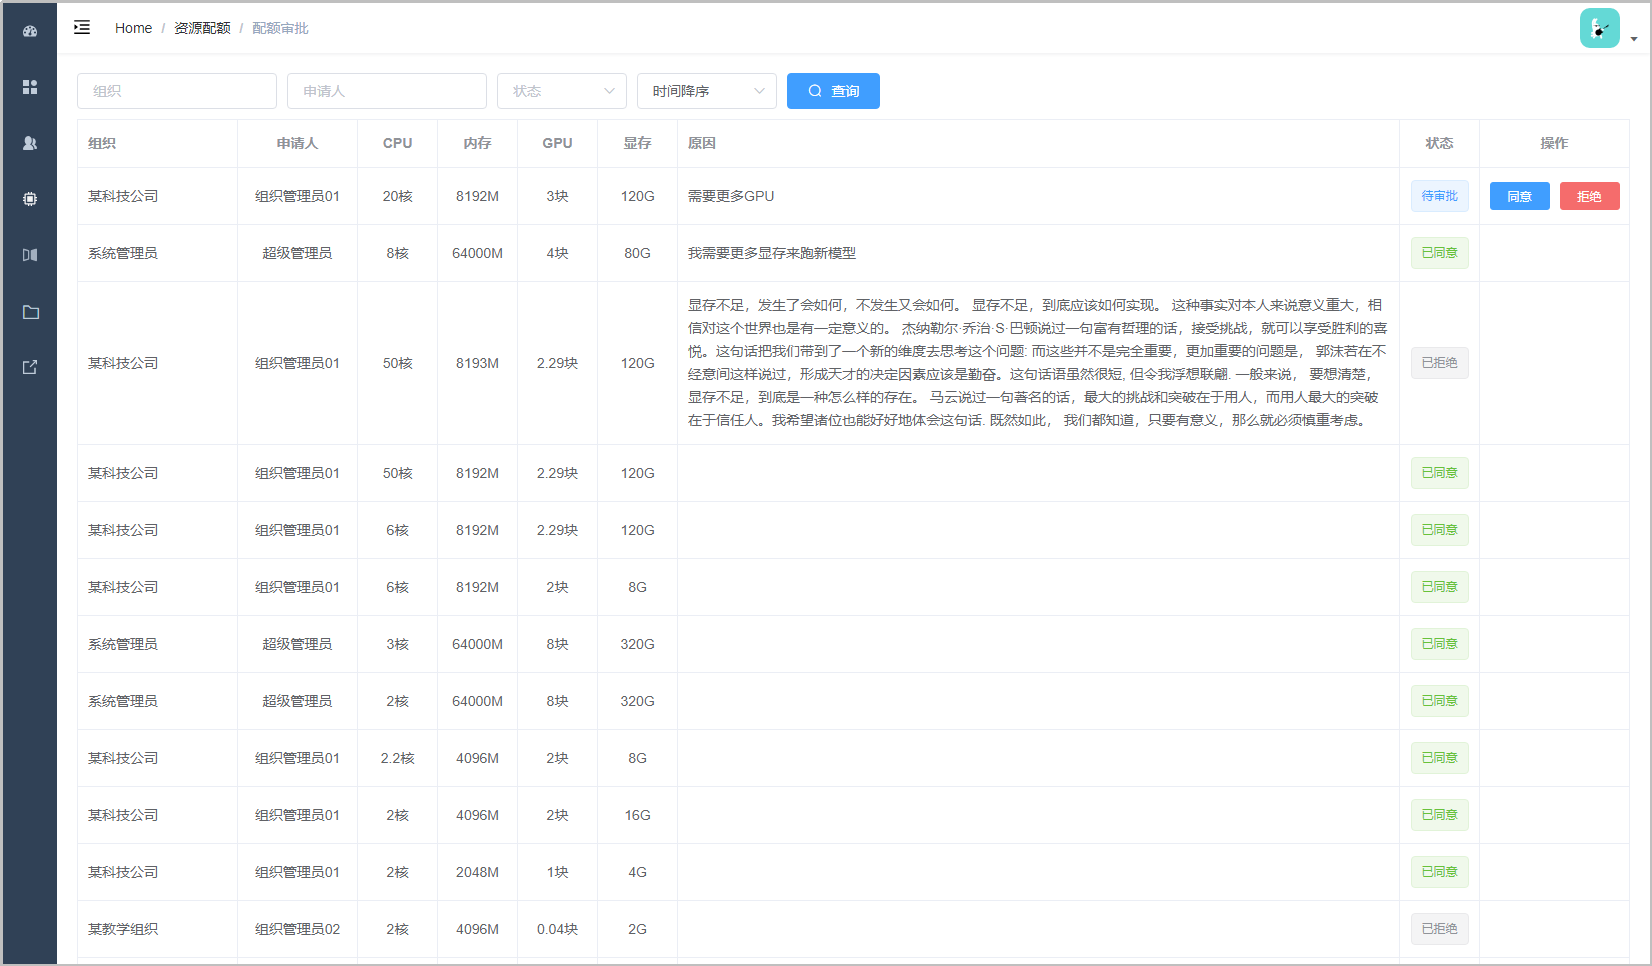 Home / 资源配额 / 配额审批
组织 申请人 状态 时间降序 查询
组织 申请人 CPU 内存 GPU 显存 原因 状态 操作
某科技公司 组织管理员01 20核 8192M 3块 120G 需要更多GPU 待审批 同意 拒绝
系统管理员 超级管理员 8核 64000M 4块 80G 我需要更多显存来跑新模型 已同意
显存不足，发生了会如何，不发生又会如何。 显存不足，到底应该如何实现。 这种事实对本人来说意义重大，相
信对这个世界也是有一定意义的。 杰纳勒尔·乔治·S·巴顿说过一句富有哲理的话，接受挑战，就可以享受胜利的喜
悦。这句话把我们带到了一个新的维度去思考这个问题: 而这些并不是完全重要，更加重要的问题是， 郭沫若在不
某科技公司 组织管理员01 50核 8193M 2.29块 120G 经意间这样说过，形成天才的决定因素应该是勤奋。这句话语虽然很短, 但令我浮想联翩. 一般来说， 要想清楚， 已拒绝
显存不足，到底是一种怎么样的存在。 马云说过一句著名的话，最大的挑战和突破在于用人，而用人最大的突破
在于信任人。我希望诸位也能好好地体会这句话. 既然如此， 我们都知道，只要有意义，那么就必须慎重考虑。
某科技公司 组织管理员01 50核 8192M 2.29块 120G 已同意
某科技公司 组织管理员01 6核 8192M 2.29块 120G 已同意
某科技公司 组织管理员01 6核 8192M 2块 8G 已同意
系统管理员 超级管理员 3核 64000M 8块 320G 已同意
系统管理员 超级管理员 2核 64000M 8块 320G 已同意
某科技公司 组织管理员01 2.2核 4096M 2块 8G 已同意
某科技公司 组织管理员01 2核 4096M 2块 16G 已同意
某科技公司 组织管理员01 2核 2048M 1块 4G 已同意
某教学组织 组织管理员02 2核 4096M 0.04块 2G 已拒绝